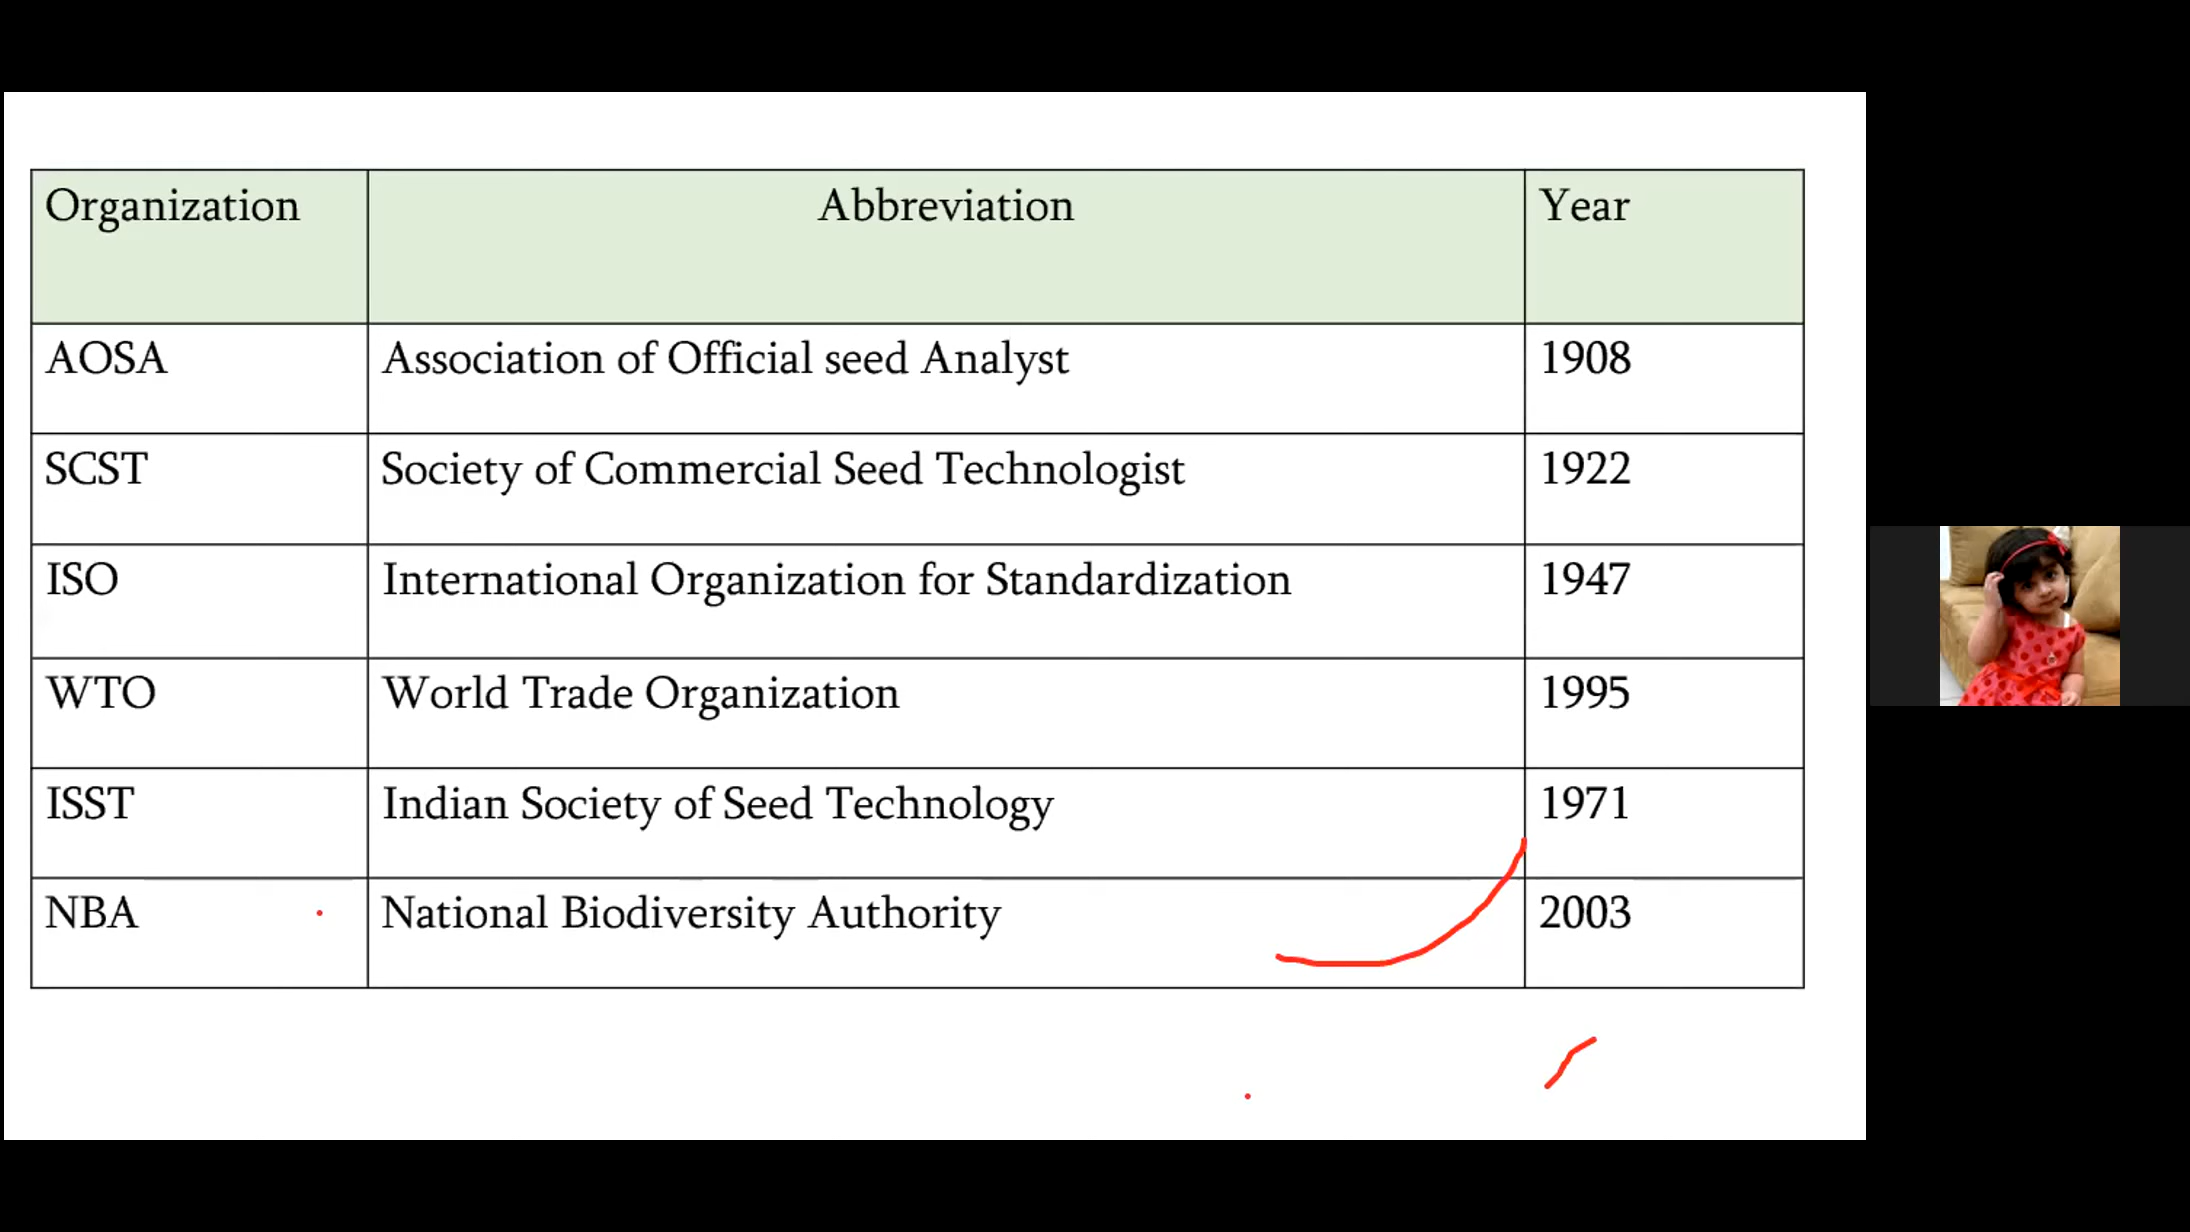 Organization Abbreviation Year
AOSA Association of Official seed Analyst 1908
SCST Society of Commercial Seed Technologist 1922
ISO International Organization for Standardization 1947
WTO World Trade Organization 1995
ISST Indian Society of Seed Technology 1971
NBA National Biodiversity Authority 2003